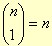 (n
1) = n